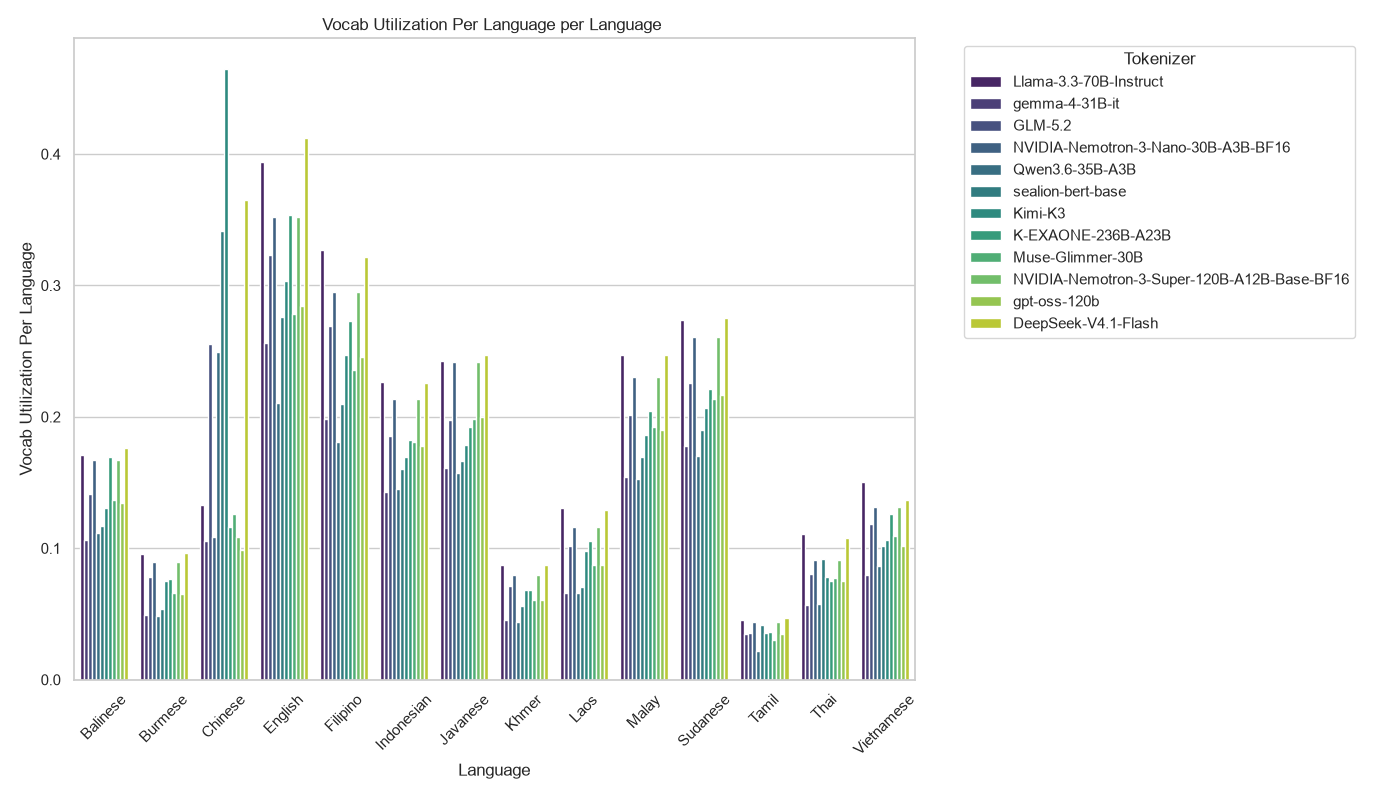 Vocab Utilization Per Language per Language
Vocab Utilization Per Language
0.4
0.3
0.2
0.1
0.0
Balinese
Burmese
Chinese
English
Filipino
Indonesian
Javanese
Khmer
Laos
Malay
Sudanese
Tamil
Thai
Vietnamese
Language
Tokenizer
Llama-3.3-70B-Instruct
gemma-4-31B-it
GLM-5.2
NVIDIA-Nemotron-3-Nano-30B-A3B-BF16
Qwen3.6-35B-A3B
sealion-bert-base
Kimi-K3
K-EXAONE-236B-A23B
Muse-Glimmer-30B
NVIDIA-Nemotron-3-Super-120B-A12B-Base-BF16
gpt-oss-120b
DeepSeek-V4.1-Flash